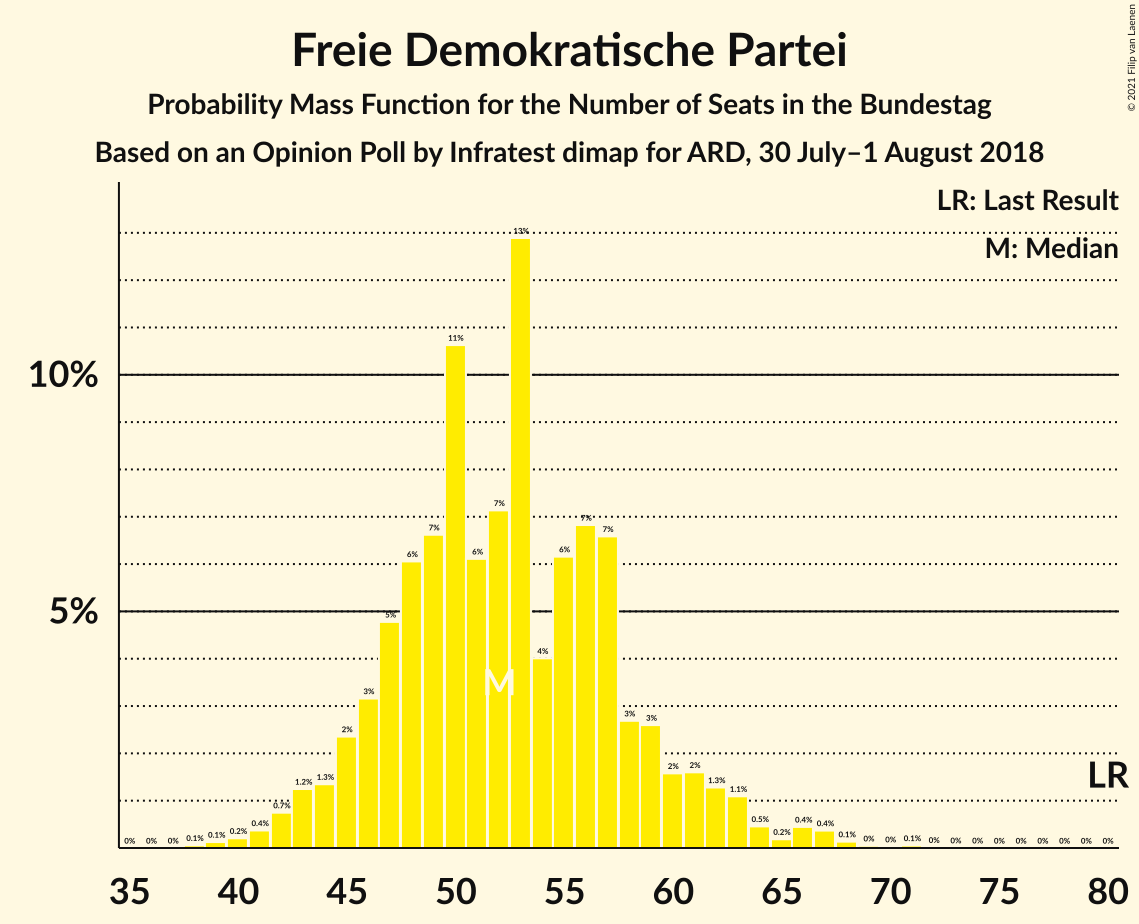 Freie Demokratische Partei
Probability Mass Function for the Number of Seats in the Bundestag
Based on an Opinion Poll by Infratest dimap for ARD, 30 July–1 August 2018
© 2021 Filip van Laenen
LR: Last Result
M: Median
10%
5%
0% 0% 0% 0.1% 0.1% 0.2% 0.4% 0.7% 1.2% 1.3% 2% 3% 5% 6% 7% 11% 6% 7% 13% 4% 6% 7% 7% 3% 3% 2% 2% 1.3% 1.1% 0.5% 0.2% 0.4% 0.4% 0.1% 0% 0% 0.1% 0% 0% 0% 0% 0% 0% 0% 0% 0%
M
LR
35 40 45 50 55 60 65 70 75 80